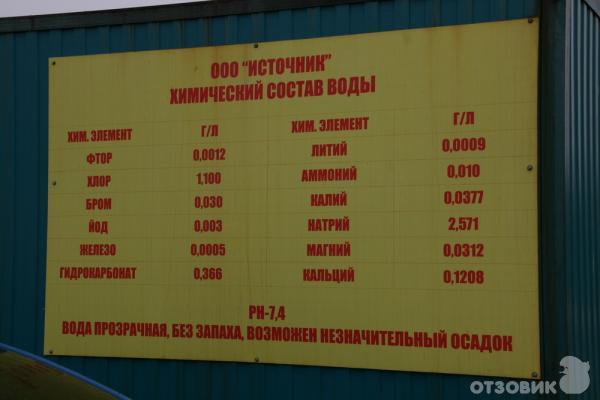 ООО "ИСТОЧНИК"
ХИМИЧЕСКИЙ СОСТАВ ВОДЫ
ХИМ. ЭЛЕМЕНТ Г/Л ХИМ. ЭЛЕМЕНТ Г/Л
ФТОР 0,0012 ЛИТИЙ 0,0009
ХЛОР 1,100 АММОНИЙ 0,010
БРОМ 0,030 КАЛИЙ 0,0377
ЙОД 0,003 НАТРИЙ 2,571
ЖЕЛЕЗО 0,0005 МАГНИЙ 0,0312
ГИДРОКАРБОНАТ 0,366 КАЛЬЦИЙ 0,1208
РН-7,4
ВОДА ПРОЗРАЧНАЯ, БЕЗ ЗАПАХА, ВОЗМОЖЕН НЕЗНАЧИТЕЛЬНЫЙ ОСАДОК
ОТЗОВИК